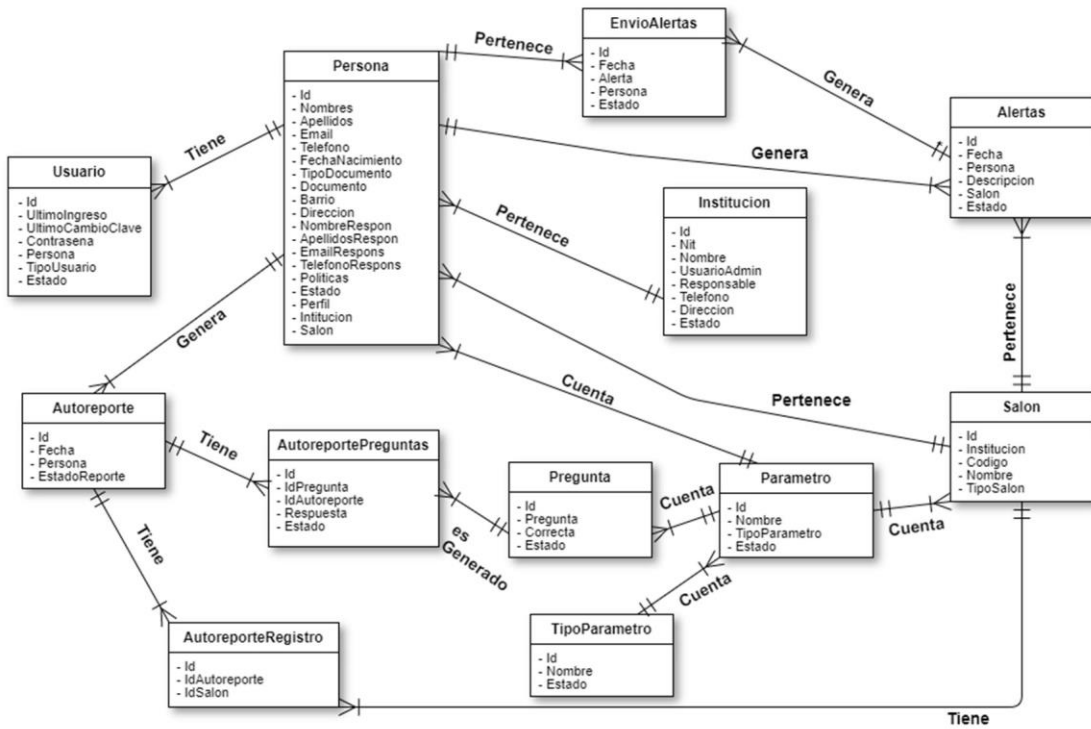 EnvioAlertas
- Id
- Fecha
- Alerta
- Persona
- Estado
Pertenece
Genera
Persona
- Id
- Nombres
- Apellidos
- Email
- Telefono
- FechaNacimiento
- TipoDocumento
- Documento
- Barrio
- Direccion
- NombreRespon
- ApellidosRespon
- EmailRespons
- TelefonoRespons
- Politicas
- Estado
- Perfil
- Intitucion
- Salon
Alertas
- Id
- Fecha
- Persona
- Descripcion
- Salon
- Estado
Tiene
Genera
Usuario
- Id
- UltimoIngreso
- UltimoCambioClave
- Contrasena
- Persona
- TipoUsuario
- Estado
Institucion
- Id
- Nit
- Nombre
- UsuarioAdmin
- Responsable
- Telefono
- Direccion
- Estado
Pertenece
Genera
Pertenece
Cuenta
Pertenece
Autoreporte
- Id
- Fecha
- Persona
- EstadoReporte
Tiene
AutoreportePreguntas
- Id
- IdPregunta
- IdAutoreporte
- Respuesta
- Estado
es
Generado
Pregunta
- Id
- Pregunta
- Correcta
- Estado
Cuenta
Parametro
- Id
- Nombre
- TipoParametro
- Estado
Cuenta
Salon
- Id
- Institucion
- Codigo
- Nombre
- TipoSalon
Tiene
Cuenta
TipoParametro
- Id
- Nombre
- Estado
AutoreporteRegistro
- Id
- IdAutoreporte
- IdSalon
Tiene